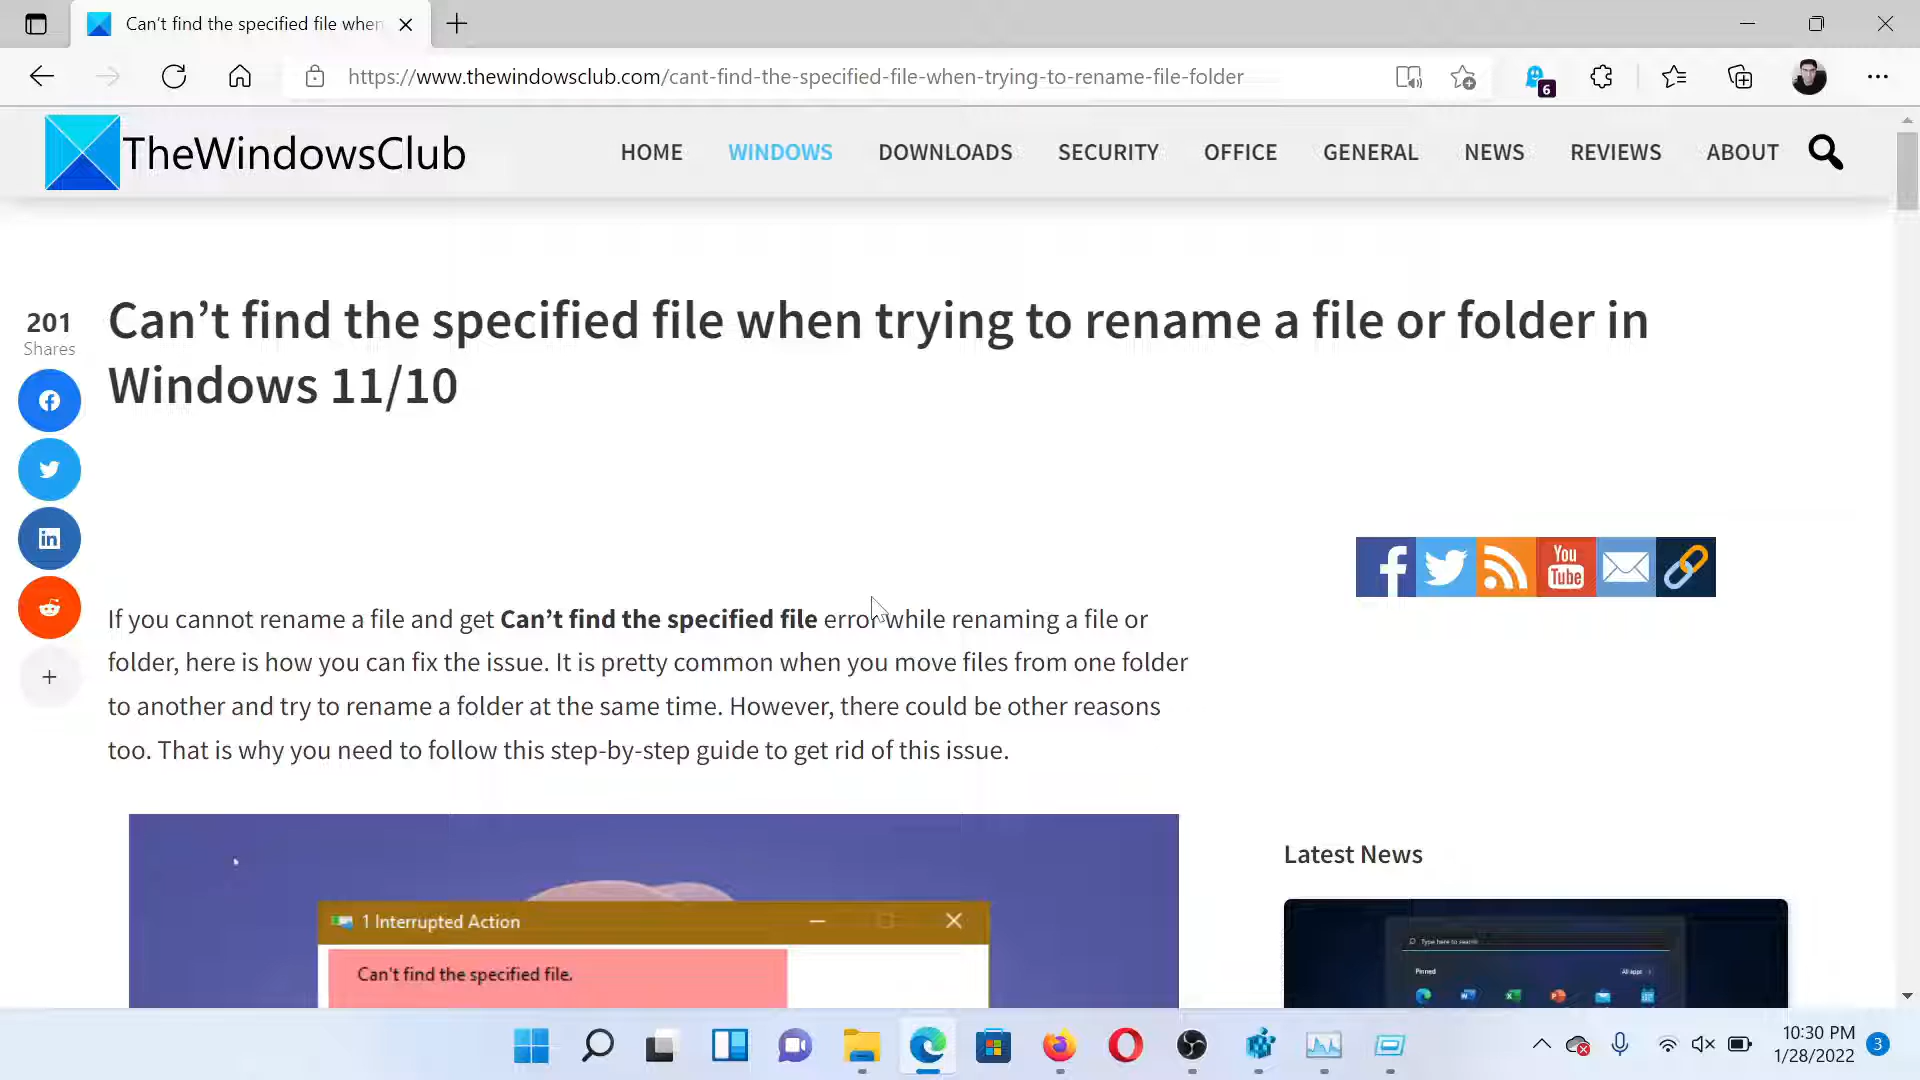 Can't find the specified file when
https://www.thewindowsclub.com/cant-find-the-specified-file-when-trying-to-rename-file-folder
6
TheWindowsClub
HOME WINDOWS DOWNLOADS SECURITY OFFICE GENERAL NEWS REVIEWS ABOUT
201
Shares
Can’t find the specified file when trying to rename a file or folder in
Windows 11/10
You
Tube
If you cannot rename a file and get Can’t find the specified file error while renaming a file or
folder, here is how you can fix the issue. It is pretty common when you move files from one folder
to another and try to rename a folder at the same time. However, there could be other reasons
too. That is why you need to follow this step-by-step guide to get rid of this issue.
1 Interrupted Action
Can't find the specified file.
Latest News
Type here to search
Pinned
All apps
10:30 PM
1/28/2022
3